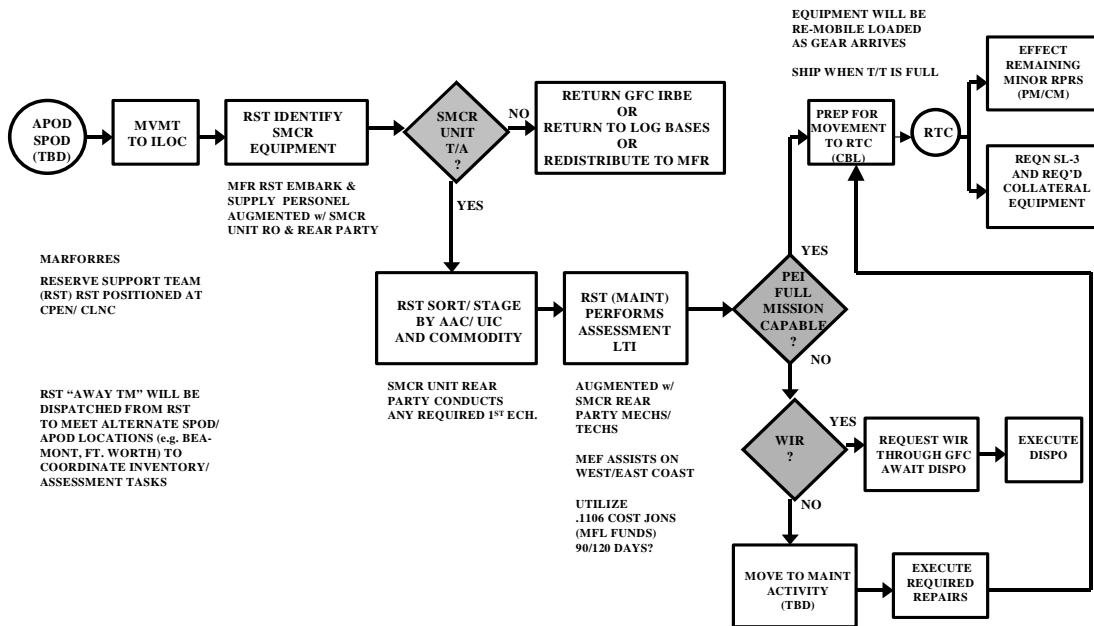 EQUIPMENT WILL BE
RE-MOBILE LOADED
AS GEAR ARRIVES
SHIP WHEN T/T IS FULL
APOD
SPOD
(TBD)
MVMT
TO ILOC
RST IDENTIFY
SMCR
EQUIPMENT
SMCR
UNIT
T/A
?
NO
RETURN GFC IRBE
OR
RETURN TO LOG BASES
OR
REDISTRIBUTE TO MFR
PREP FOR
MOVEMENT
TO RTC
(CBL)
RTC
EFFECT
REMAINING
MINOR RPRS
(PM/CM)
REQN SL-3
AND REQ'D
COLLATERAL
EQUIPMENT
MFR RST EMBARK &
SUPPLY PERSONEL
AUGMENTED w/ SMCR
UNIT RO & REAR PARTY
YES
MARFORRES
RESERVE SUPPORT TEAM
(RST) RST POSITIONED AT
CPEN/ CLNC
RST SORT/ STAGE
BY AAC/ UIC
AND COMMODITY
RST (MAINT)
PERFORMS
ASSESSMENT
LTI
YES
PEI
FULL
MISSION
CAPABLE
?
NO
RST “AWAY TM” WILL BE
DISPATCHED FROM RST
TO MEET ALTERNATE SPOD/
APOD LOCATIONS (e.g. BEA-
MONT, FT. WORTH) TO
COORDINATE INVENTORY/
ASSESSMENT TASKS
SMCR UNIT REAR
PARTY CONDUCTS
ANY REQUIRED 1ST ECH.
AUGMENTED w/
SMCR REAR
PARTY MECHS/
TECHS
MEF ASSISTS ON
WEST/EAST COAST
UTILIZE
.1106 COST JONS
(MFL FUNDS)
90/120 DAYS?
WIR
?
YES
REQUEST WIR
THROUGH GFC
AWAIT DISPO
EXECUTE
DISPO
NO
MOVE TO MAINT
ACTIVITY
(TBD)
EXECUTE
REQUIRED
REPAIRS